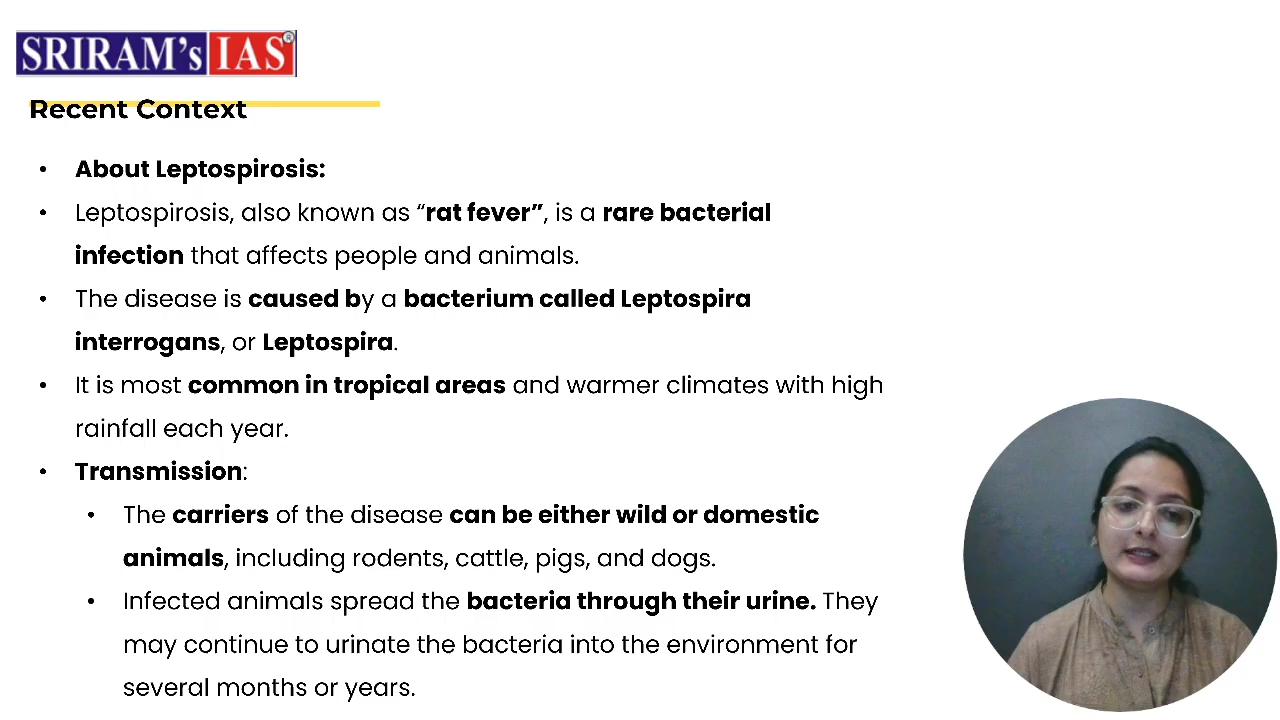 SRIRAM's IAS®
Recent Context
• About Leptospirosis:
• Leptospirosis, also known as “rat fever”, is a rare bacterial
infection that affects people and animals.
• The disease is caused by a bacterium called Leptospira
interrogans, or Leptospira.
• It is most common in tropical areas and warmer climates with high
rainfall each year.
• Transmission:
• The carriers of the disease can be either wild or domestic
animals, including rodents, cattle, pigs, and dogs.
• Infected animals spread the bacteria through their urine. They
may continue to urinate the bacteria into the environment for
several months or years.